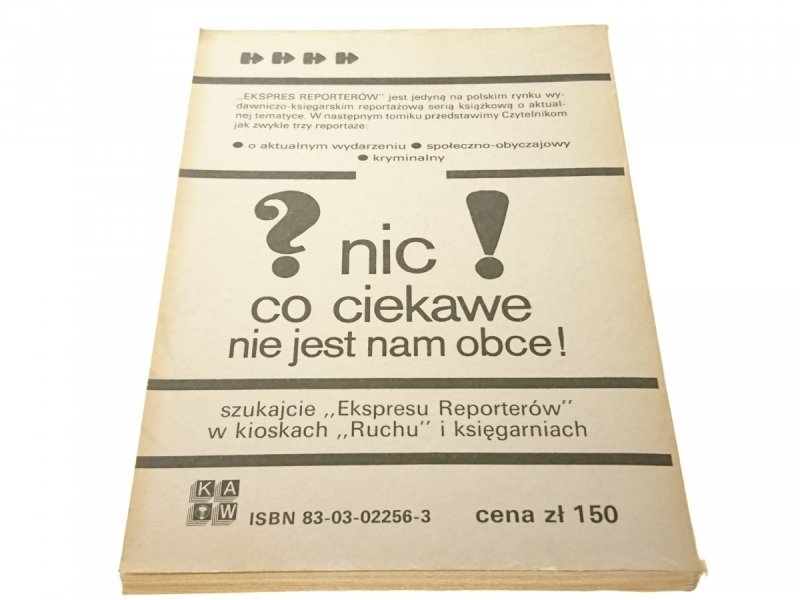 „EKSPRES REPORTERÓW" jest jedyną na polskim rynku wy-
dawniczo-księgarskim reportażową serią książkową o aktual-
nej tematyce. W następnym tomiku przedstawimy Czytelnikom
jak zwykle trzy reportaże:
● o aktualnym wydarzeniu ● społeczno-obyczajowy
● kryminalny
? nic !
co ciekawe
nie jest nam obce!
szukajcie „Ekspresu Reporterów"
w kioskach „Ruchu" i księgarniach
KA
W
ISBN 83-03-02256-3 cena zł 150